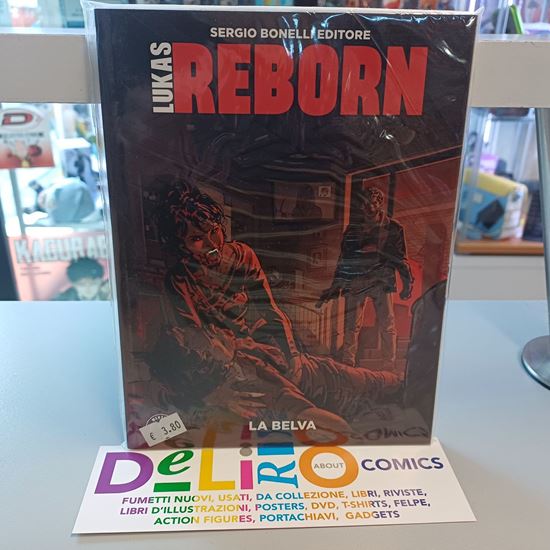 SERGIO BONELLI EDITORE
LUKAS
REBORN
KAGURA
LA BELVA
€ 3.80
DeLiRiO
ABOUT
COMICS
FUMETTI NUOVI, USATI, DA COLLEZIONE, LIBRI, RIVISTE,
LIBRI D'ILLUSTRAZIONI, POSTERS, DVD, T-SHIRTS, FELPE,
ACTION FIGURES, PORTACHIAVI, GADGETS